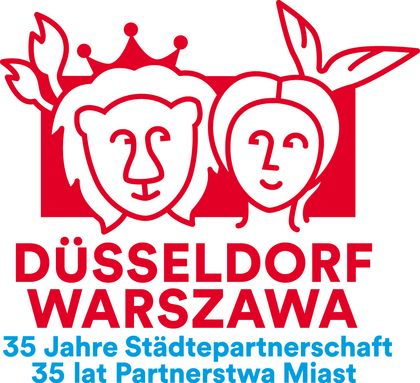 DÜSSELDORF
WARSZAWA
35 Jahre Städtepartnerschaft
35 lat Partnerstwa Miast